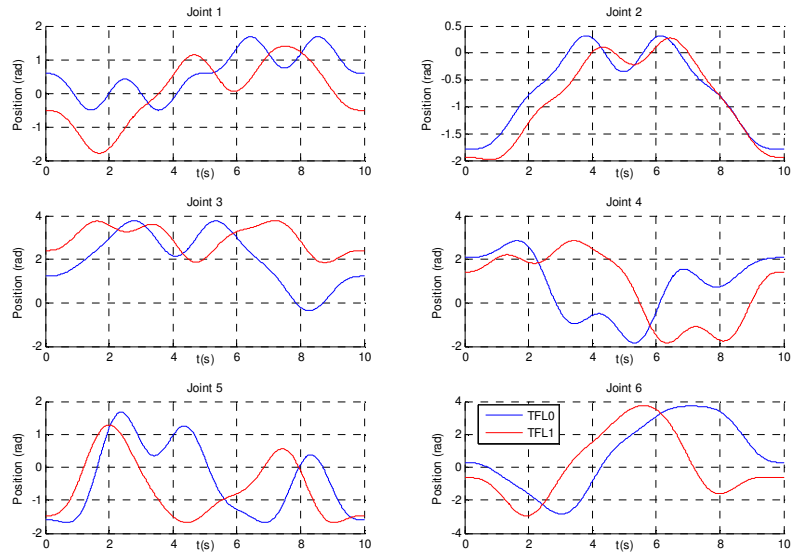 Joint 1
Position (rad)
2
1
0
-1
-2
0 2 4 6 8 10
t(s)
Joint 2
Position (rad)
0.5
0
-0.5
-1
-1.5
-2
0 2 4 6 8 10
t(s)
Joint 3
Position (rad)
4
2
0
-2
0 2 4 6 8 10
t(s)
Joint 4
Position (rad)
4
2
0
-2
0 2 4 6 8 10
t(s)
Joint 5
Position (rad)
2
1
0
-1
-2
0 2 4 6 8 10
t(s)
Joint 6
Position (rad)
4
2
0
-2
-4
0 2 4 6 8 10
t(s)
TFL0
TFL1